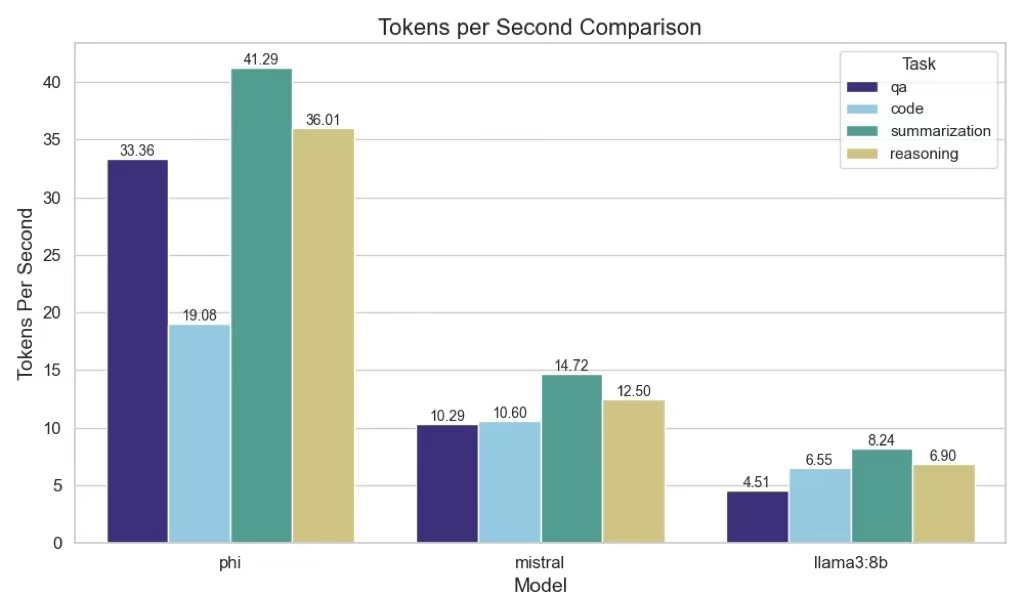 Tokens per Second Comparison
Task
qa
code
summarization
reasoning
Tokens Per Second
40
35
30
25
20
15
10
5
0
33.36
19.08
41.29
36.01
10.29
10.60
14.72
12.50
4.51
6.55
8.24
6.90
phi
mistral
llama3:8b
Model